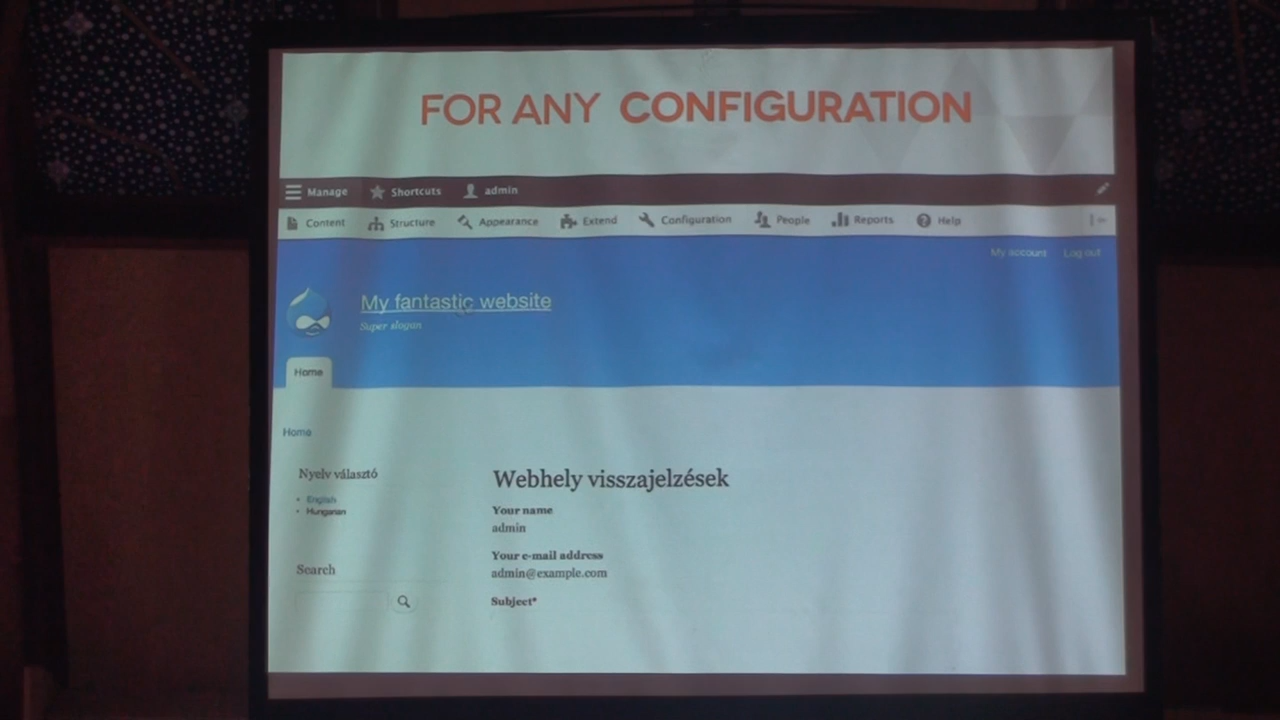 FOR ANY CONFIGURATION
Manage Shortcuts admin
Content Structure Appearance Extend Configuration People Reports Help
My account Log out
My fantastic website
Super slogan
Home
Home
Nyelv választó
English
Hungarian
Search
Webhely visszajelzések
Your name
admin
Your e-mail address
admin@example.com
Subject*